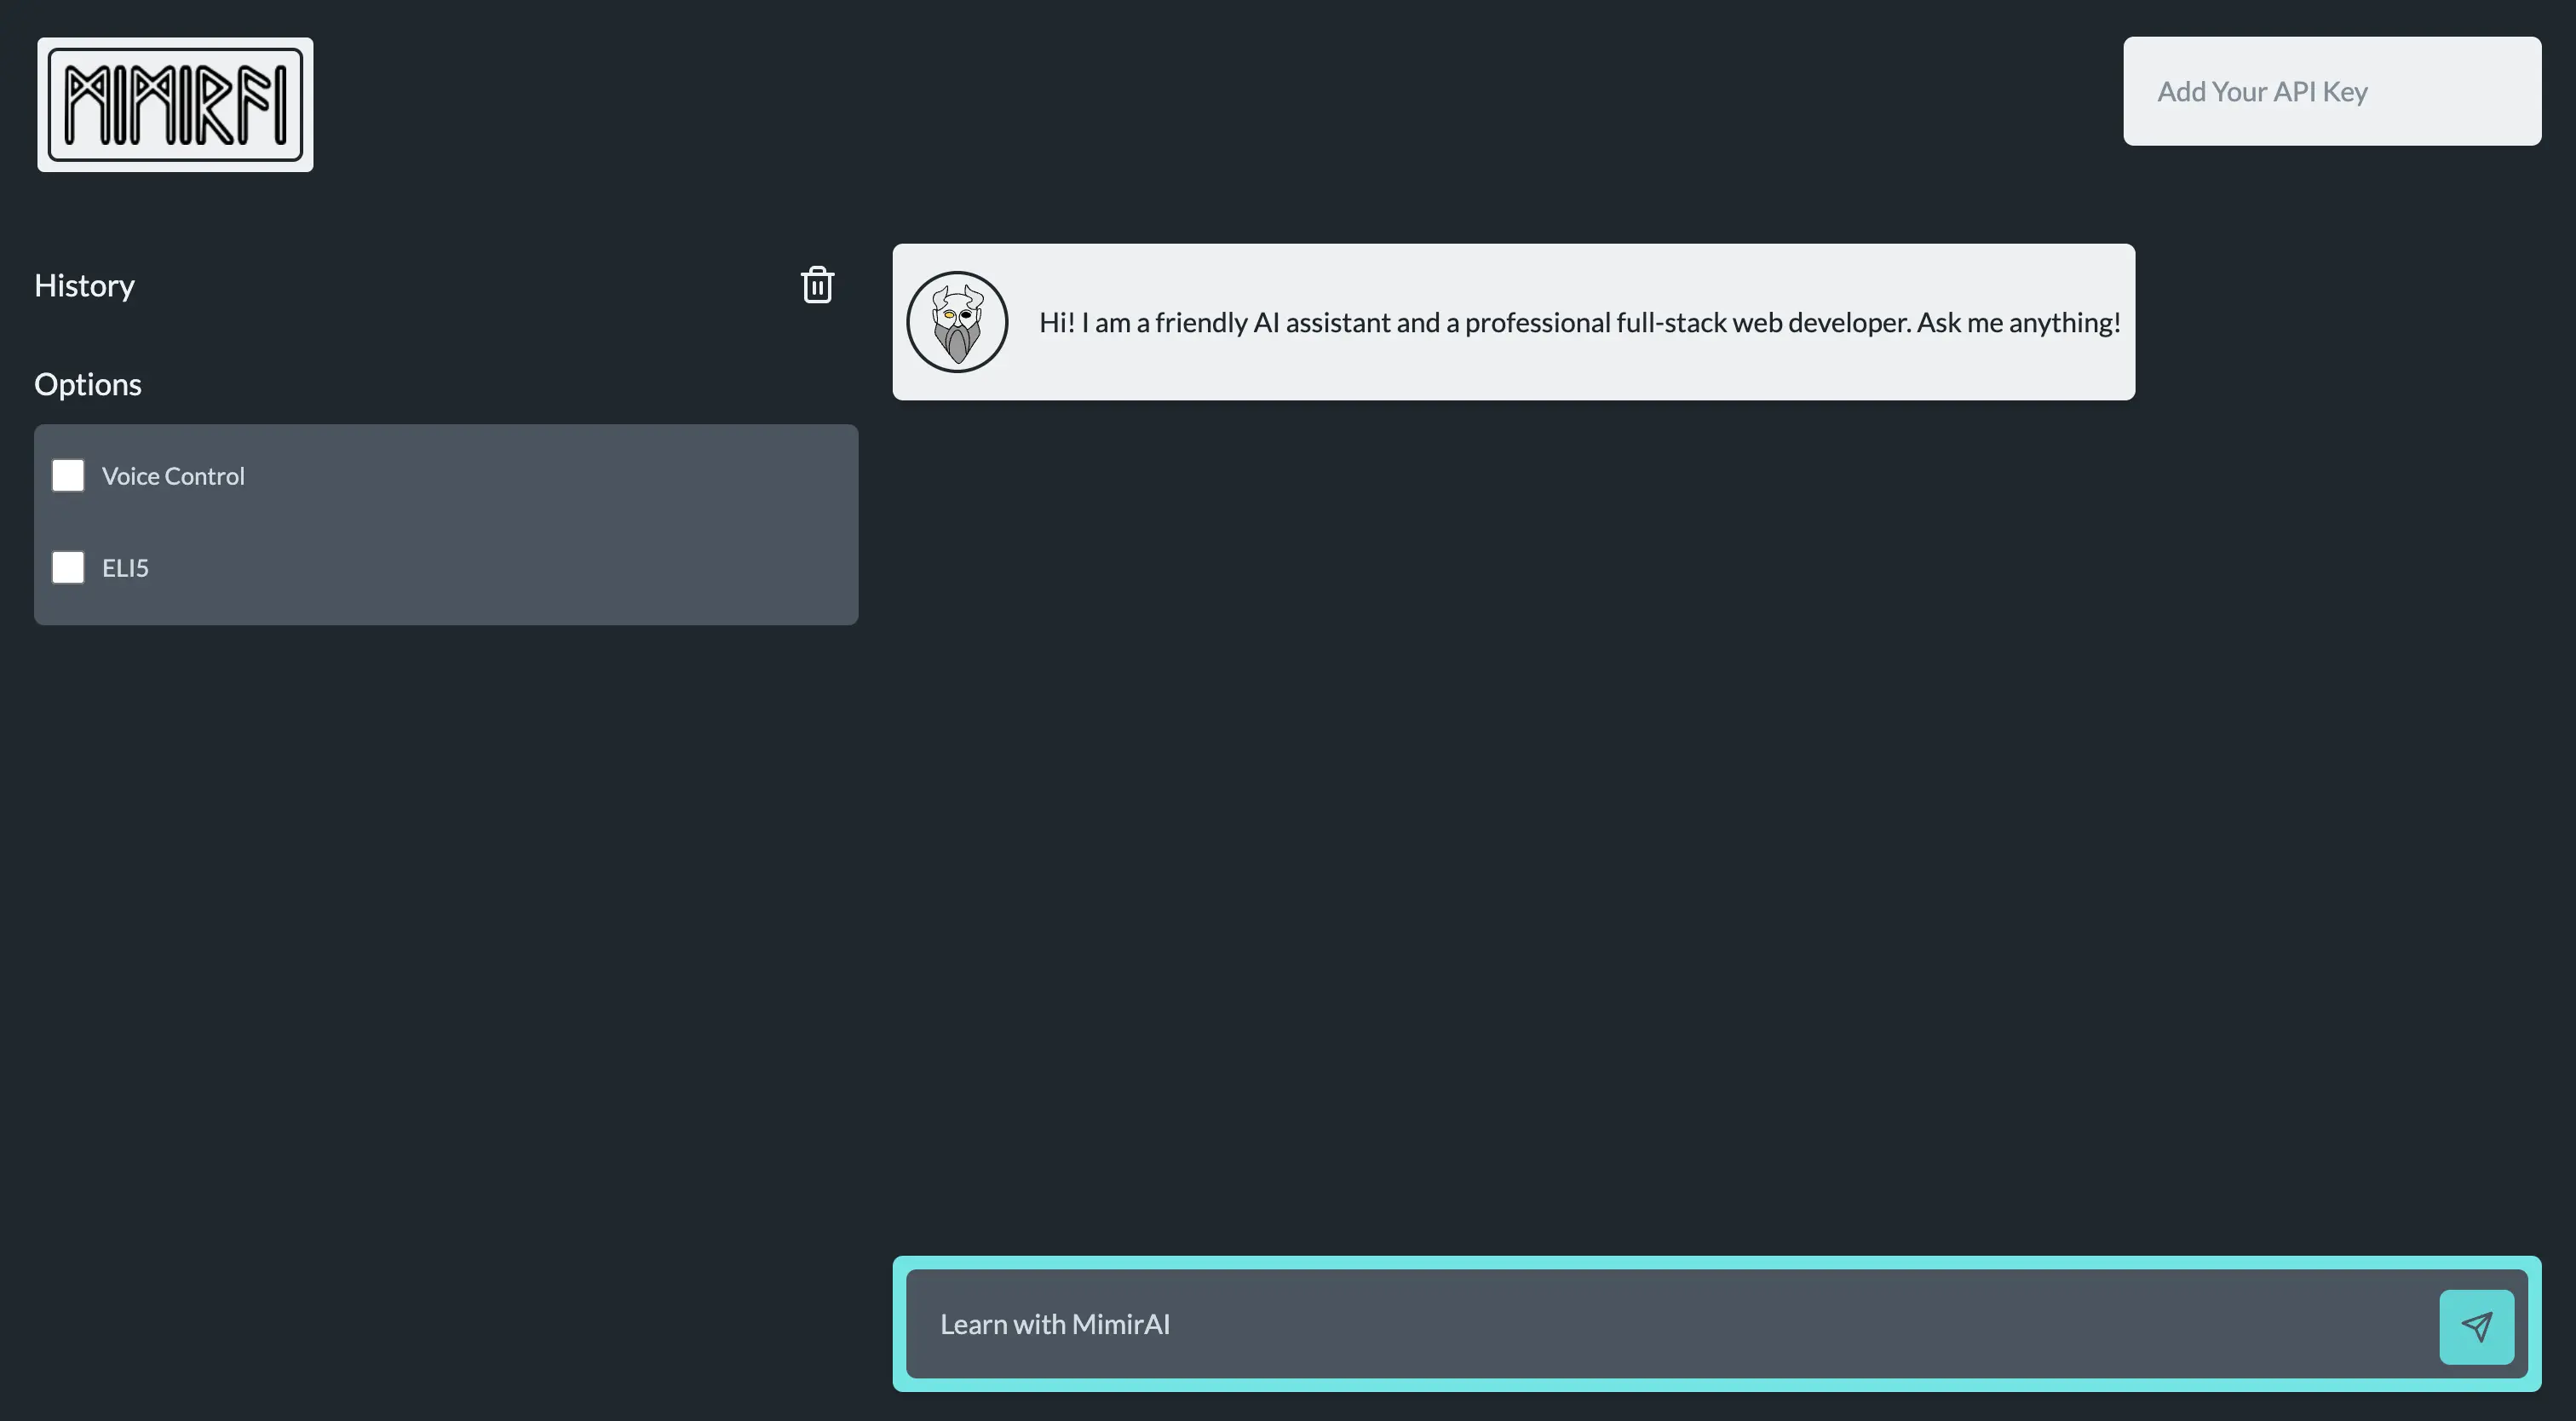 MIMIRAI
Add Your API Key
History
Hi! I am a friendly AI assistant and a professional full-stack web developer. Ask me anything!
Options
Voice Control
ELI5
Learn with MimirAI